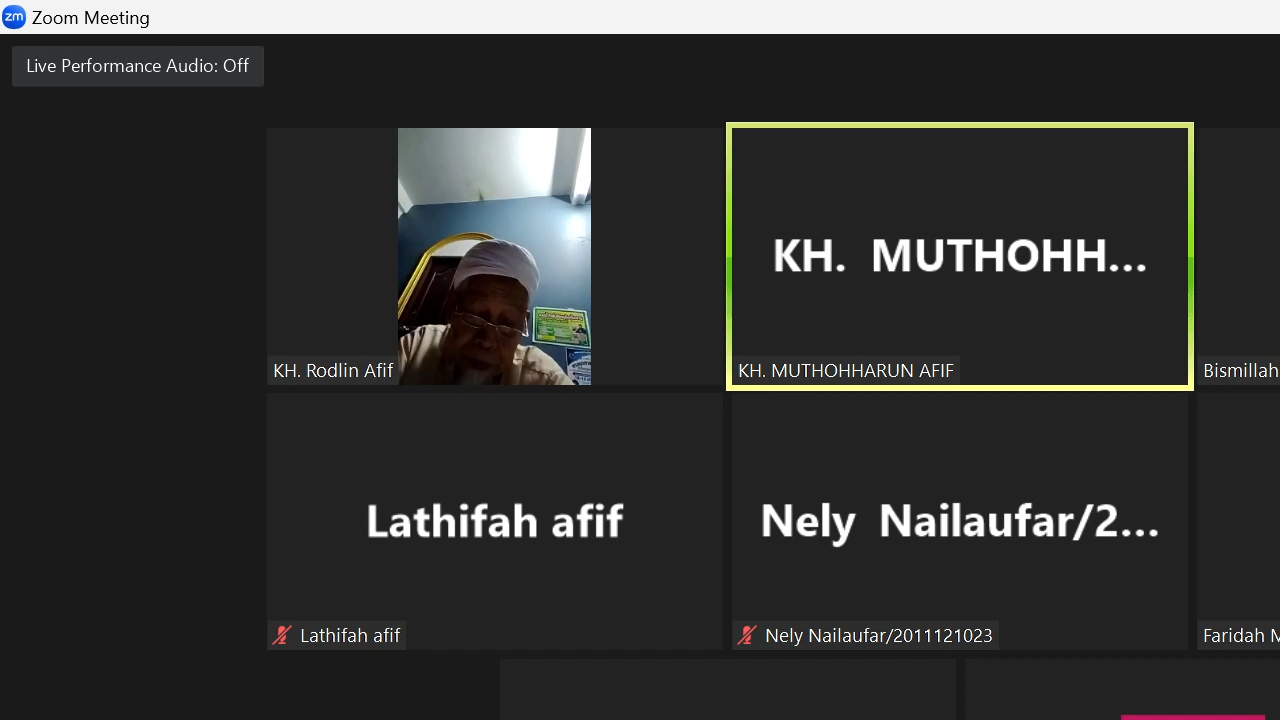 zm Zoom Meeting
Live Performance Audio: Off
KH. MUTHOHH...
KH. Rodlin Afif
KH. MUTHOHHARUN AFIF
Bismillah
Lathifah afif
Nely Nailaufar/2...
Lathifah afif
Nely Nailaufar/2011121023
Faridah M